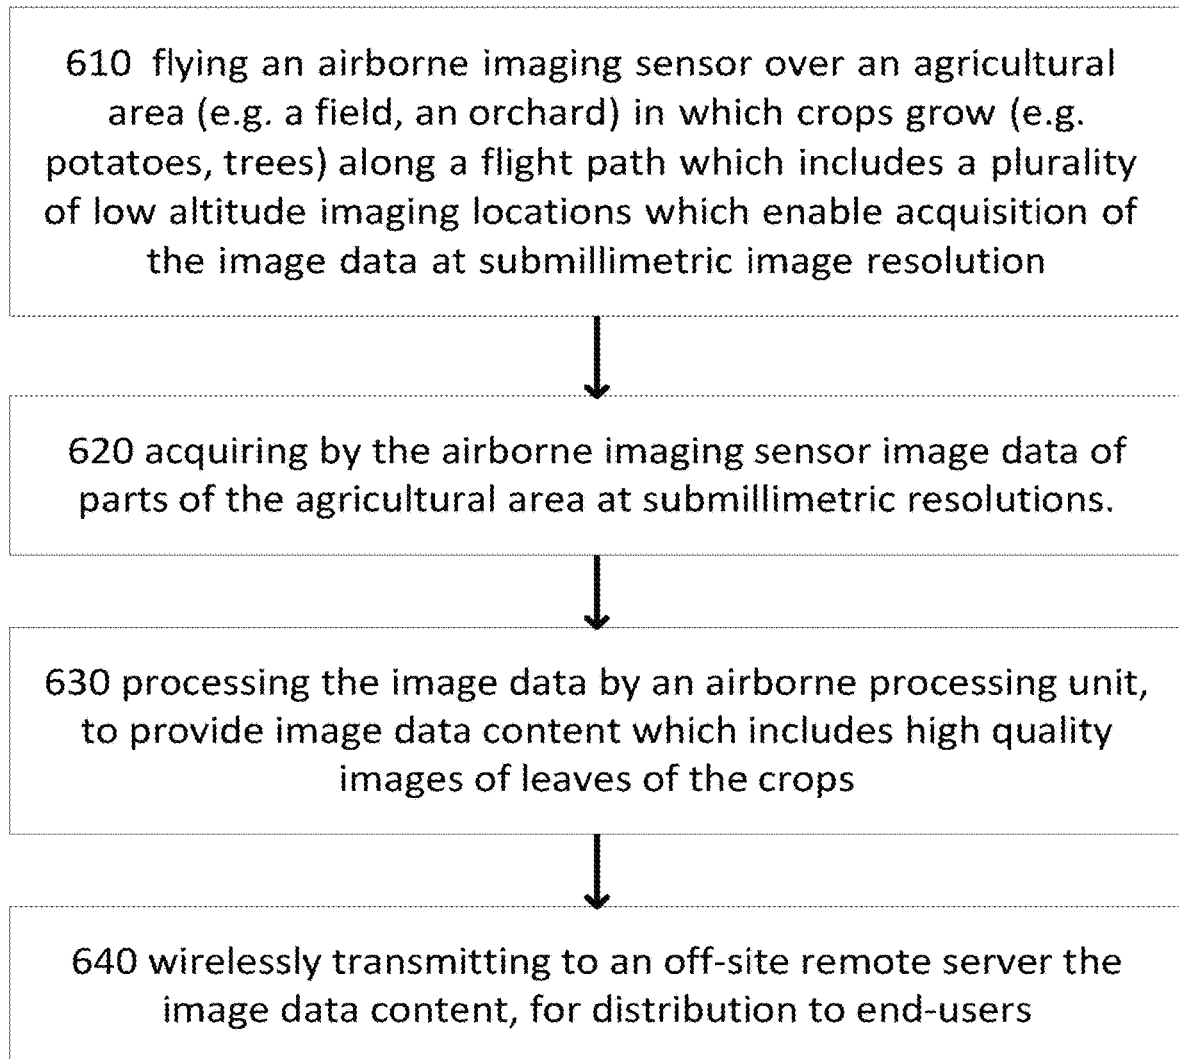 610 flying an airborne imaging sensor over an agricultural
area (e.g. a field, an orchard) in which crops grow (e.g.
potatoes, trees) along a flight path which includes a plurality
of low altitude imaging locations which enable acquisition of
the image data at submillimetric image resolution
620 acquiring by the airborne imaging sensor image data of
parts of the agricultural area at submillimetric resolutions.
630 processing the image data by an airborne processing unit,
to provide image data content which includes high quality
images of leaves of the crops
640 wirelessly transmitting to an off-site remote server the
image data content, for distribution to end-users